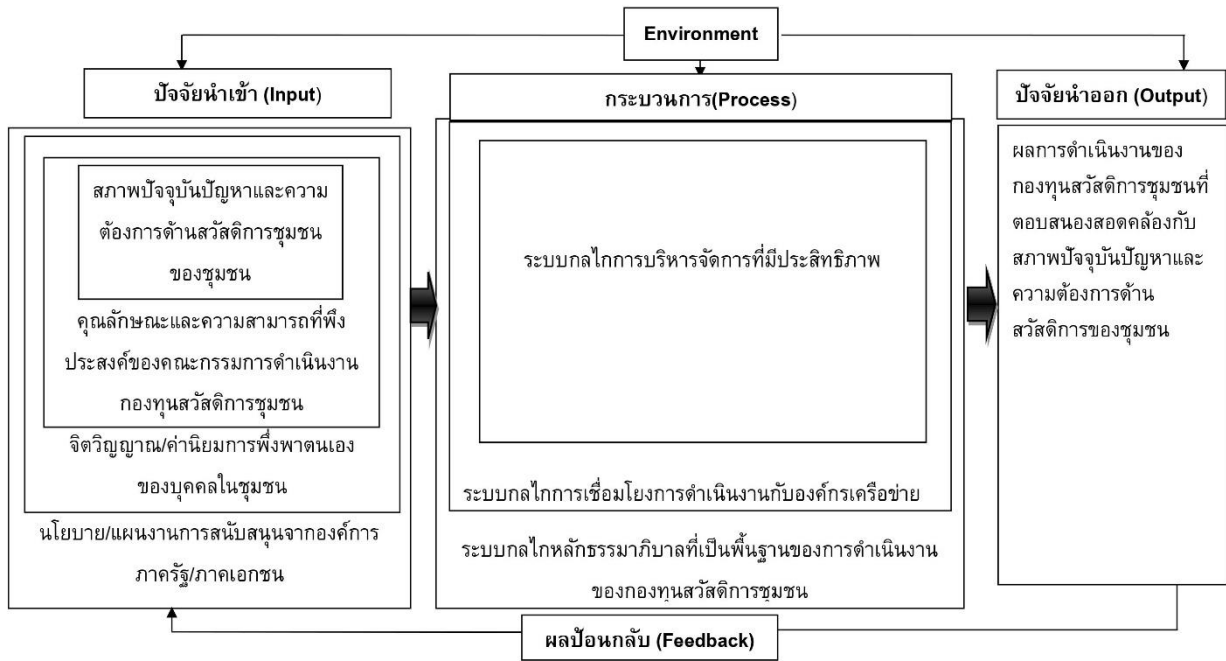 Environment
ปัจจัยนำเข้า (Input)
สภาพปัจจุบันปัญหาและความ
ต้องการด้านสวัสดิการชุมชน
ของชุมชน
คุณลักษณะและความสามารถที่พึง
ประสงค์ของคณะกรรมการดำเนินงาน
กองทุนสวัสดิการชุมชน
จิตวิญญาณ/ค่านิยมการพึ่งพาตนเอง
ของบุคคลในชุมชน
นโยบาย/แผนงานการสนับสนุนจากองค์การ
ภาครัฐ/ภาคเอกชน
กระบวนการ(Process)
ระบบกลไกการบริหารจัดการที่มีประสิทธิภาพ
ระบบกลไกการเชื่อมโยงการดำเนินงานกับองค์กรเครือข่าย
ระบบกลไกหลักธรรมาภิบาลที่เป็นพื้นฐานของการดำเนินงาน
ของกองทุนสวัสดิการชุมชน
ปัจจัยนำออก (Output)
ผลการดำเนินงานของ
กองทุนสวัสดิการชุมชนที่
ตอบสนองสอดคล้องกับ
สภาพปัจจุบันปัญหาและ
ความต้องการด้าน
สวัสดิการของชุมชน
ผลป้อนกลับ (Feedback)